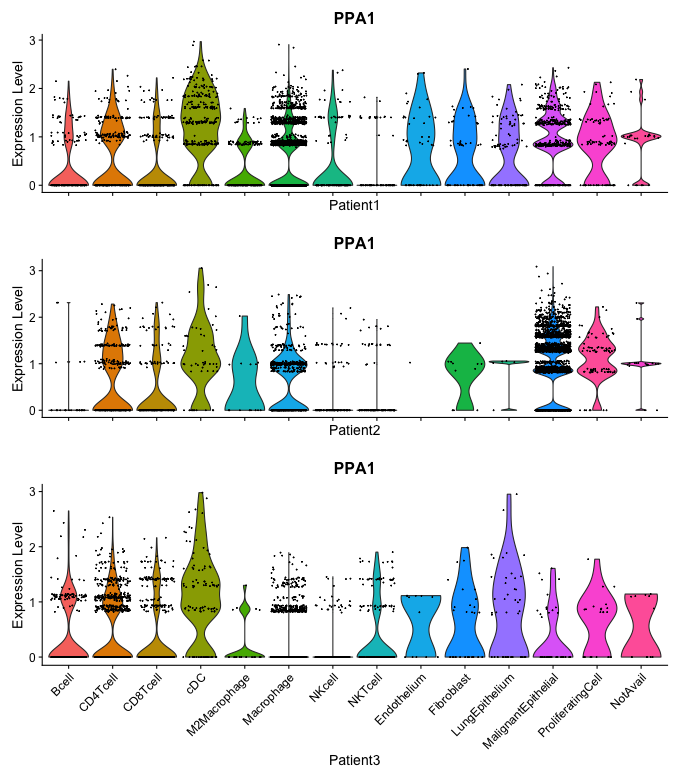 PPA1
Expression Level
3
2
1
0
Patient1
PPA1
Expression Level
3
2
1
0
Patient2
PPA1
Expression Level
3
2
1
0
Bcell
CD4Tcell
CD8Tcell
cDC
M2Macrophage
Macrophage
NKcell
NKTcell
Endothelium
Fibroblast
LungEpithelium
MalignantEpithelial
ProliferatingCell
NotAvail
Patient3